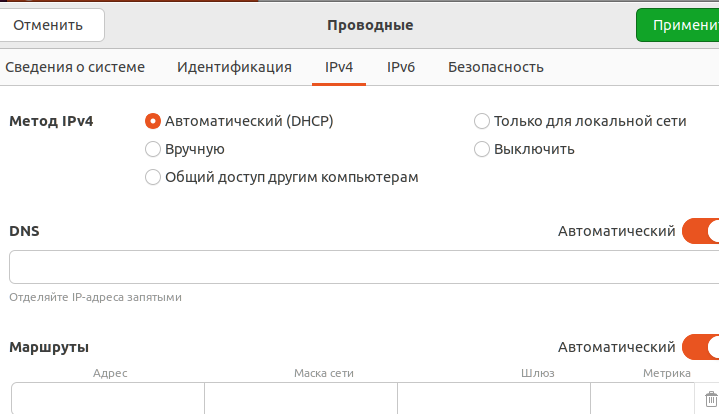 Отменить Проводные
Сведения о системе Идентификация IPv4 IPv6 Безопасность
Метод IPv4 Автоматический (DHCP) Только для локальной сети
Вручную Выключить
Общий доступ другим компьютерам
DNS Автоматический
Отделяйте IP-адреса запятыми
Маршруты Автоматический
Адрес Маска сети Шлюз Метрика